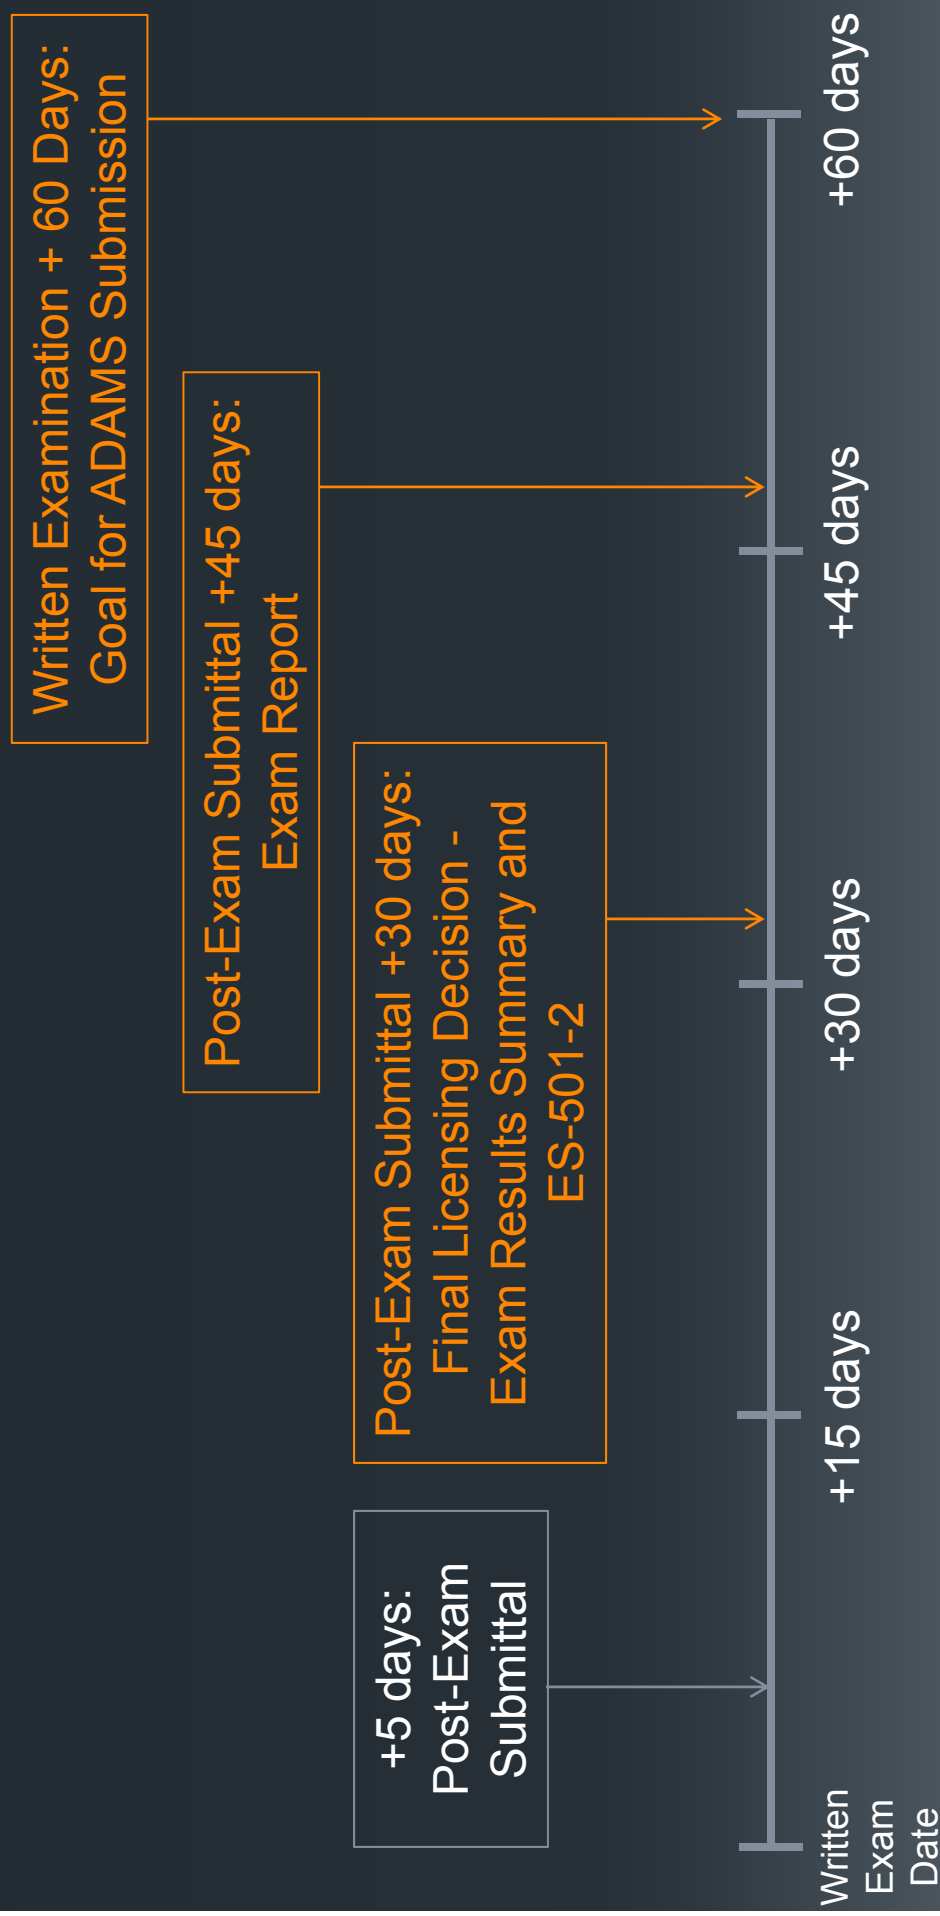 +5 days:
Post-Exam
Submittal
Post-Exam Submittal +30 days:
Final Licensing Decision -
Exam Results Summary and
ES-501-2
Post-Exam Submittal +45 days:
Exam Report
Written Examination + 60 Days:
Goal for ADAMS Submission
Written
Exam
Date
+15 days
+30 days
+45 days
+60 days